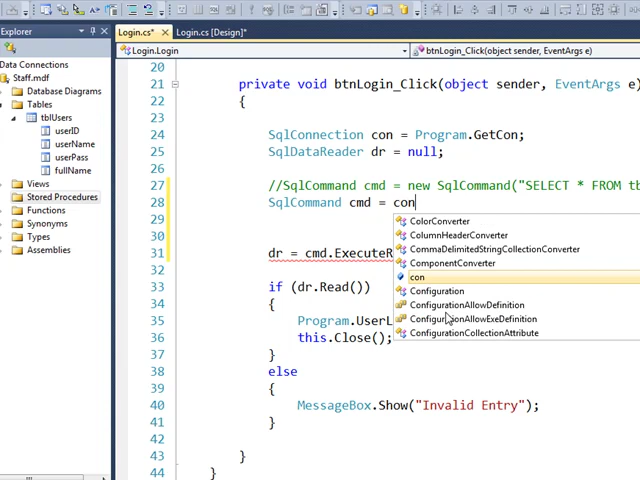 Login.cs*
Login.cs [Design]*
Explorer
Login.Login
btnLogin_Click(object sender, EventArgs e)
Data Connections
Staff.mdf
Database Diagrams
Tables
tblUsers
userID
userName
userPass
fullName
Views
Stored Procedures
Functions
Synonyms
Types
Assemblies
20
21 private void btnLogin_Click(object sender, EventArgs e)
22 {
23
24 SqlConnection con = Program.GetCon;
25 SqlDataReader dr = null;
26
27 //SqlCommand cmd = new SqlCommand("SELECT * FROM tb
28 SqlCommand cmd = con
29
30
31 dr = cmd.ExecuteR
32
33 if (dr.Read())
34 {
35 Program.UserL
36 this.Close();
37 }
38 else
39 {
40 MessageBox.Show("Invalid Entry");
41 }
42
43 }
44 }
ColorConverter
ColumnHeaderConverter
CommaDelimitedStringCollectionConverter
ComponentConverter
con
Configuration
ConfigurationAllowDefinition
ConfigurationAllowExeDefinition
ConfigurationCollectionAttribute